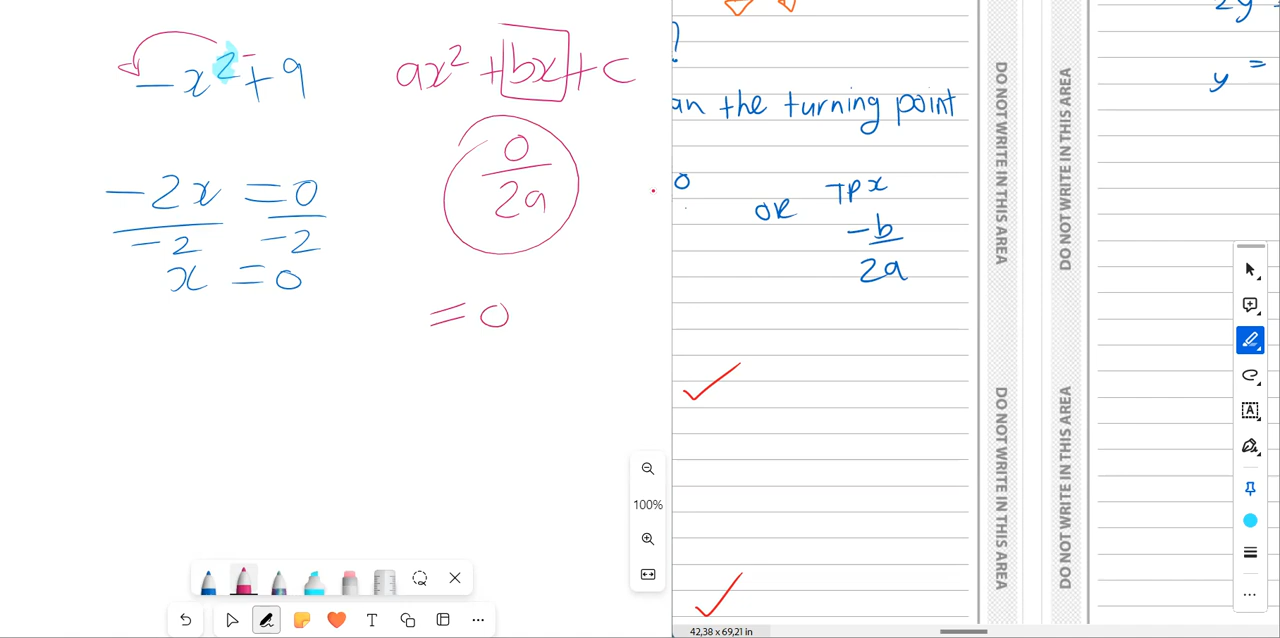 -x² + 9
-2x = 0
-2 -2
x = 0
ax² + bx + c
0
2a
= 0
?
an the turning point
0
OR
TP x
-b
2a
2y
y =
DO NOT WRITE IN THIS AREA
DO NOT WRITE IN THIS AREA
DO NOT WRITE IN THIS AREA
DO NOT WRITE IN THIS AREA
100%
T
A
42,38 x 69,21 in